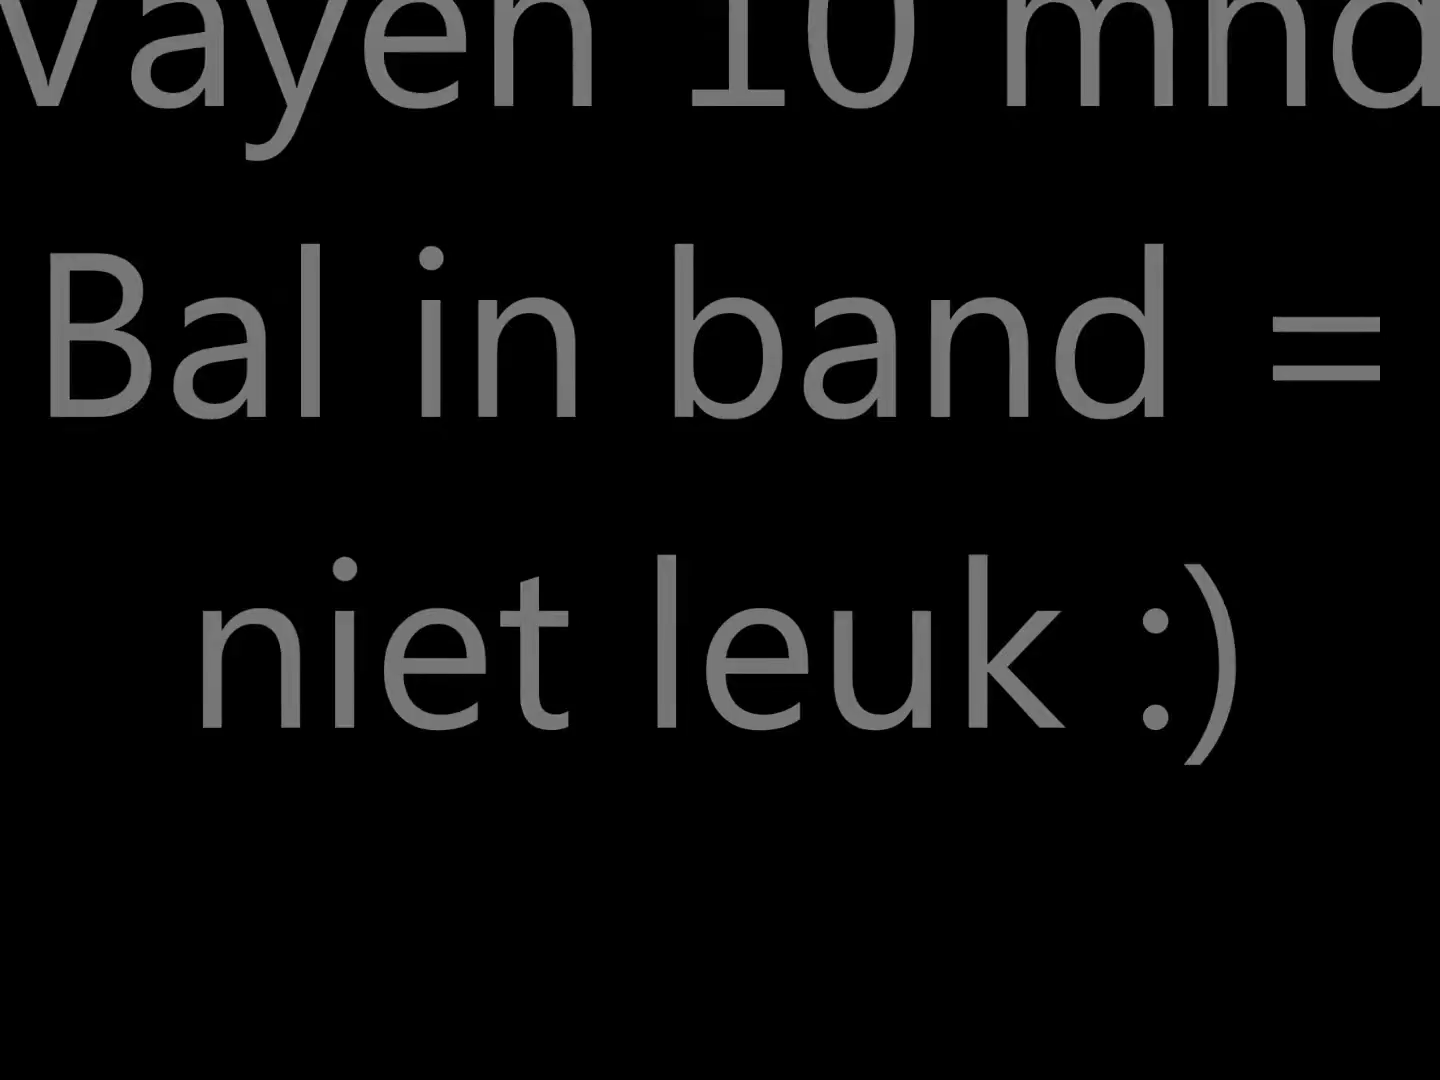 Vayen 10 mnd
Bal in band =
niet leuk :)